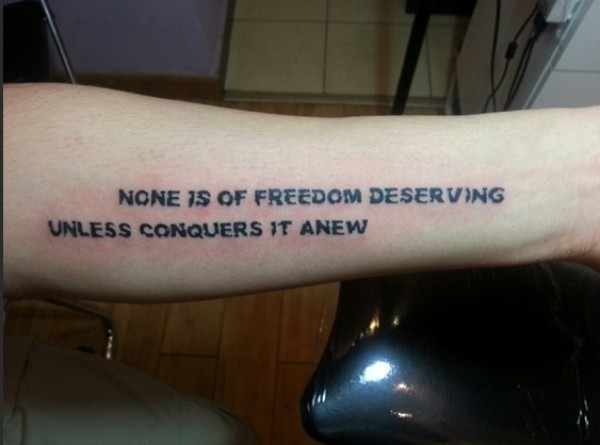 NONE IS OF FREEDOM DESERVING
UNLESS CONQUERS IT ANEW